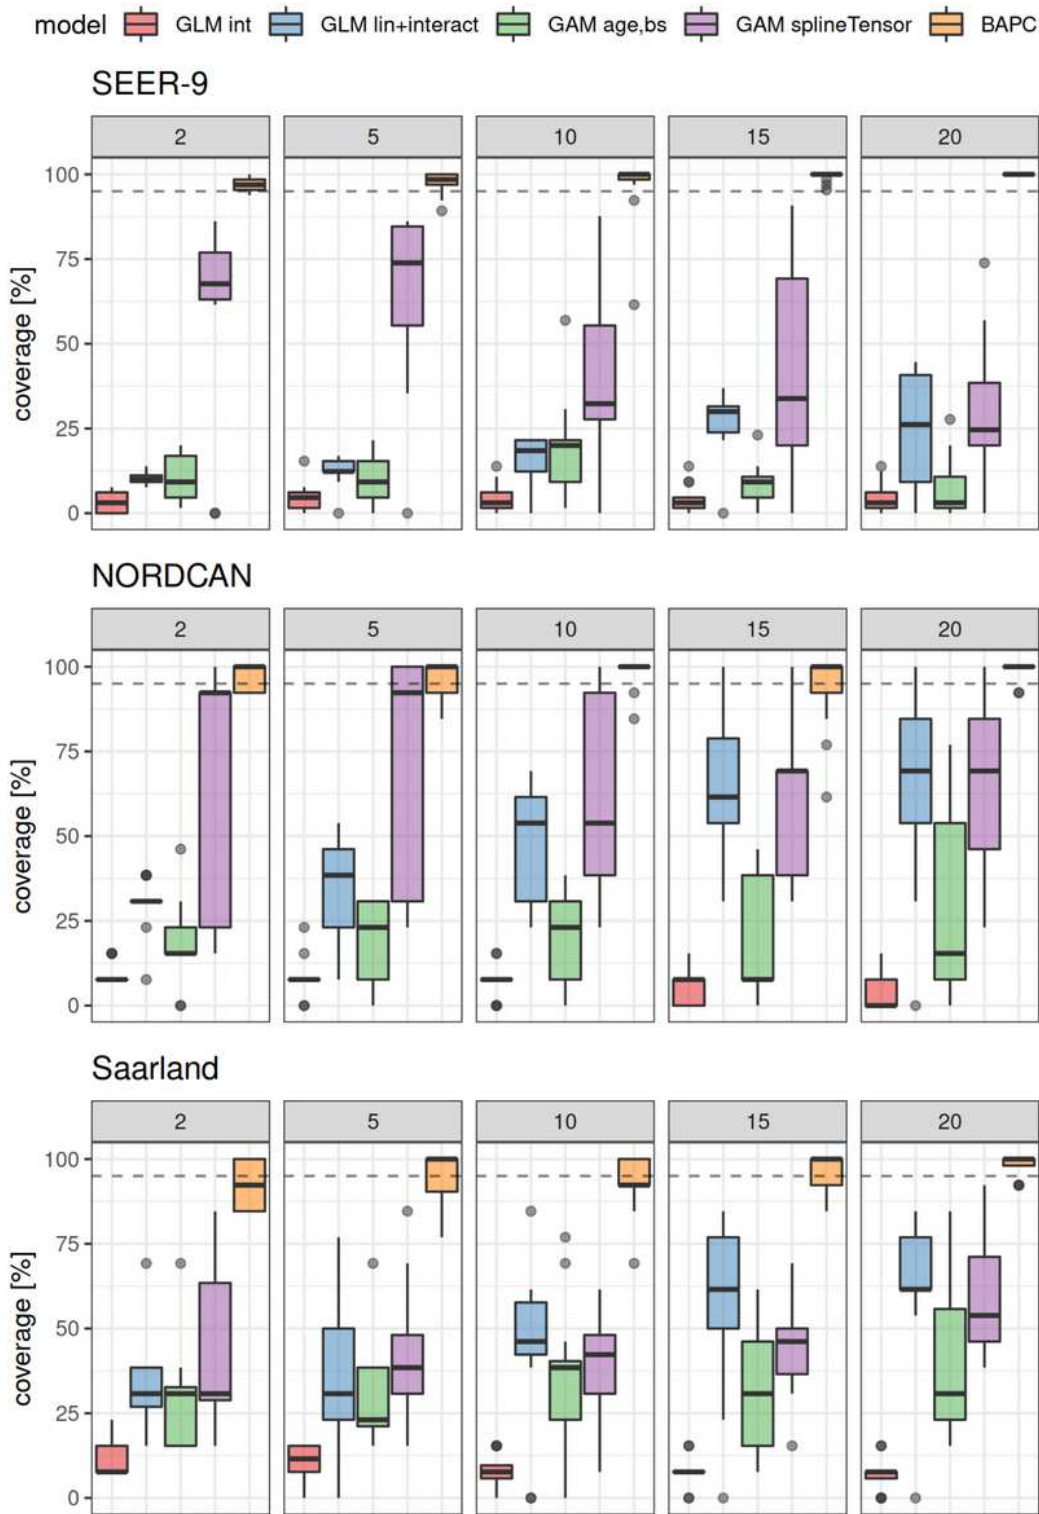 model GLM int GLM lin+interact GAM age,bs GAM splineTensor BAPC
SEER-9
2 5 10 15 20
100
75
50
25
0
coverage [%]
NORDCAN
2 5 10 15 20
100
75
50
25
0
coverage [%]
Saarland
2 5 10 15 20
100
75
50
25
0
coverage [%]